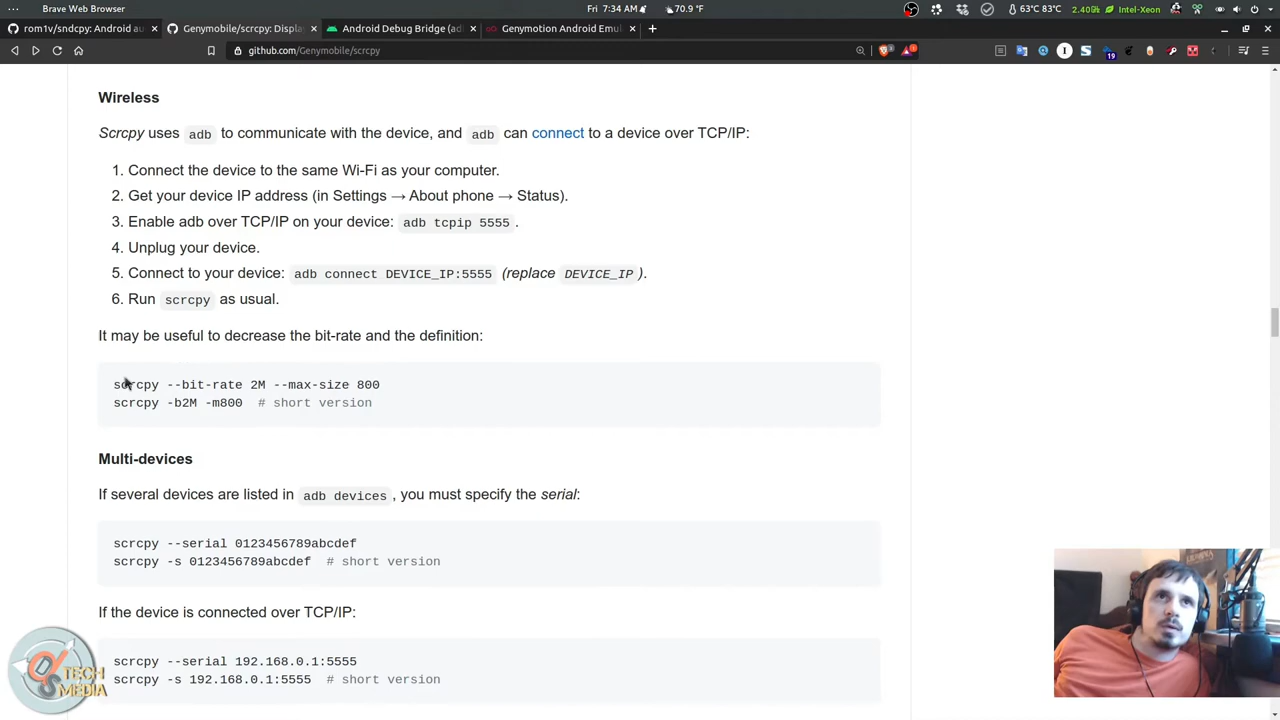 Brave Web Browser
Fri, 7:34 AM
70.9 °F
63°C 83°C
2.40
Intel-Xeon
rom1v/sndcpy: Android au
Genymobile/scrcpy: Displa
Android Debug Bridge (ad
Genymotion Android Emul
github.com/Genymobile/scrcpy
19
Wireless
Scrcpy uses adb to communicate with the device, and adb can connect to a device over TCP/IP:
1. Connect the device to the same Wi-Fi as your computer.
2. Get your device IP address (in Settings → About phone → Status).
3. Enable adb over TCP/IP on your device: adb tcpip 5555 .
4. Unplug your device.
5. Connect to your device: adb connect DEVICE_IP:5555 (replace DEVICE_IP ).
6. Run scrcpy as usual.
It may be useful to decrease the bit-rate and the definition:
scrcpy --bit-rate 2M --max-size 800
scrcpy -b2M -m800 # short version
Multi-devices
If several devices are listed in adb devices , you must specify the serial:
scrcpy --serial 0123456789abcdef
scrcpy -s 0123456789abcdef # short version
If the device is connected over TCP/IP:
scrcpy --serial 192.168.0.1:5555
scrcpy -s 192.168.0.1:5555 # short version
TECH
MEDIA